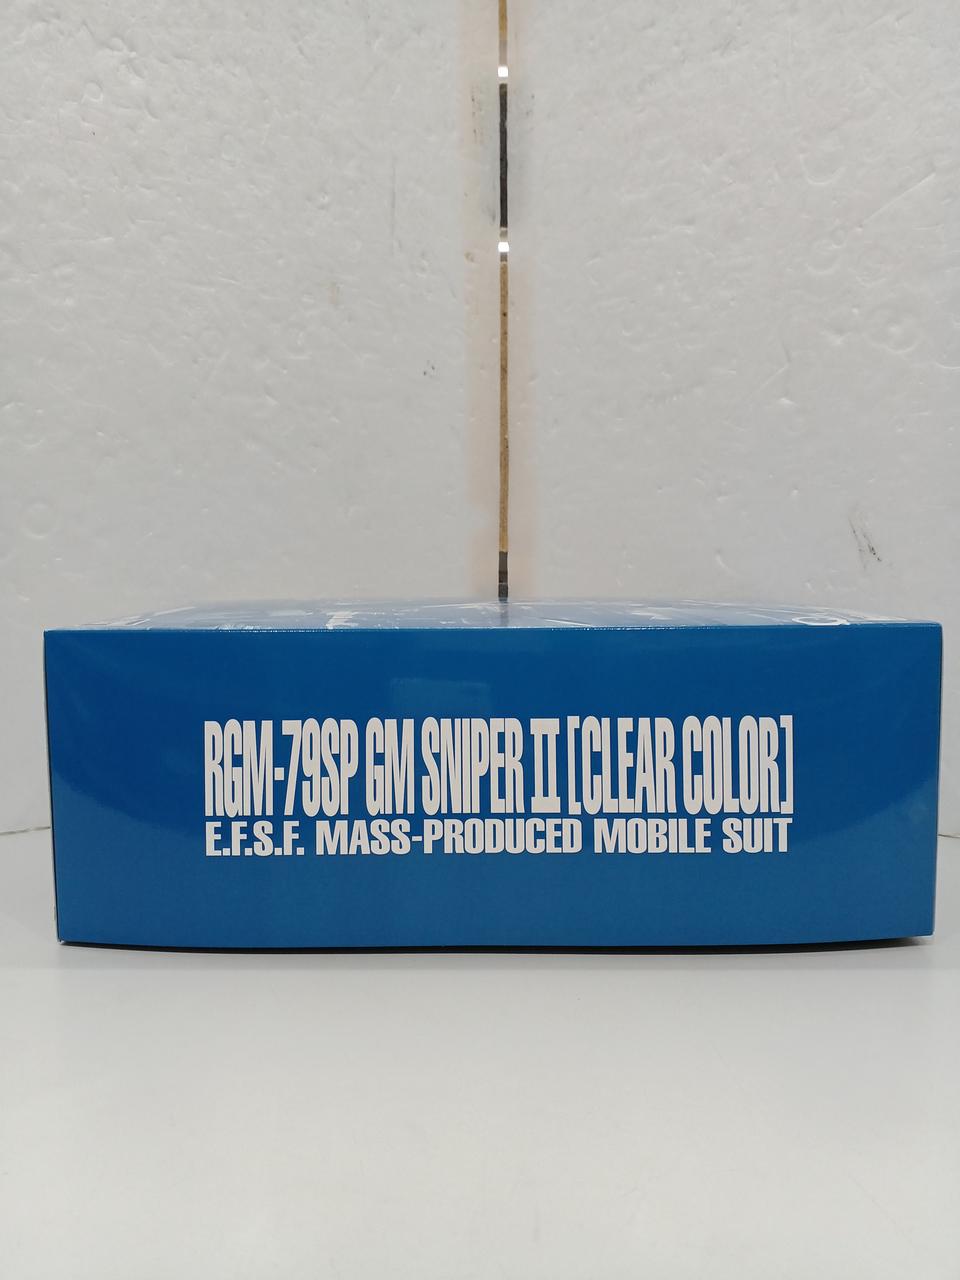 RGM-79SP GM SNIPER II [CLEAR COLOR]
E.F.S.F. MASS-PRODUCED MOBILE SUIT